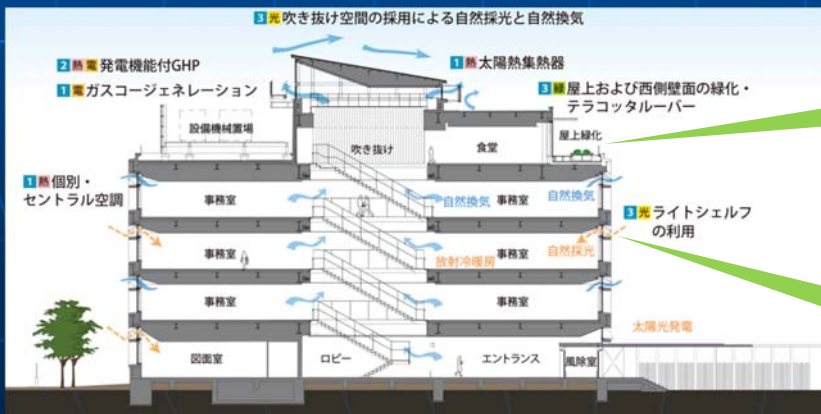 3 光 吹き抜け空間の採用による自然採光と自然換気
2 熱 電 発電機能付GHP
1 熱 太陽熱集熱器
1 電 ガスコージェネレーション
3 緑 屋上および西側壁面の緑化・
テラコッタルーバー
設備機械置場
吹き抜け
食堂
屋上緑化
1 熱 個別・
セントラル空調
事務室
自然換気
事務室
自然換気
3 光 ライトシェルフ
の利用
事務室
放射冷暖房
事務室
自然採光
事務室
事務室
太陽光発電
図面室
ロビー
エントランス
風除室